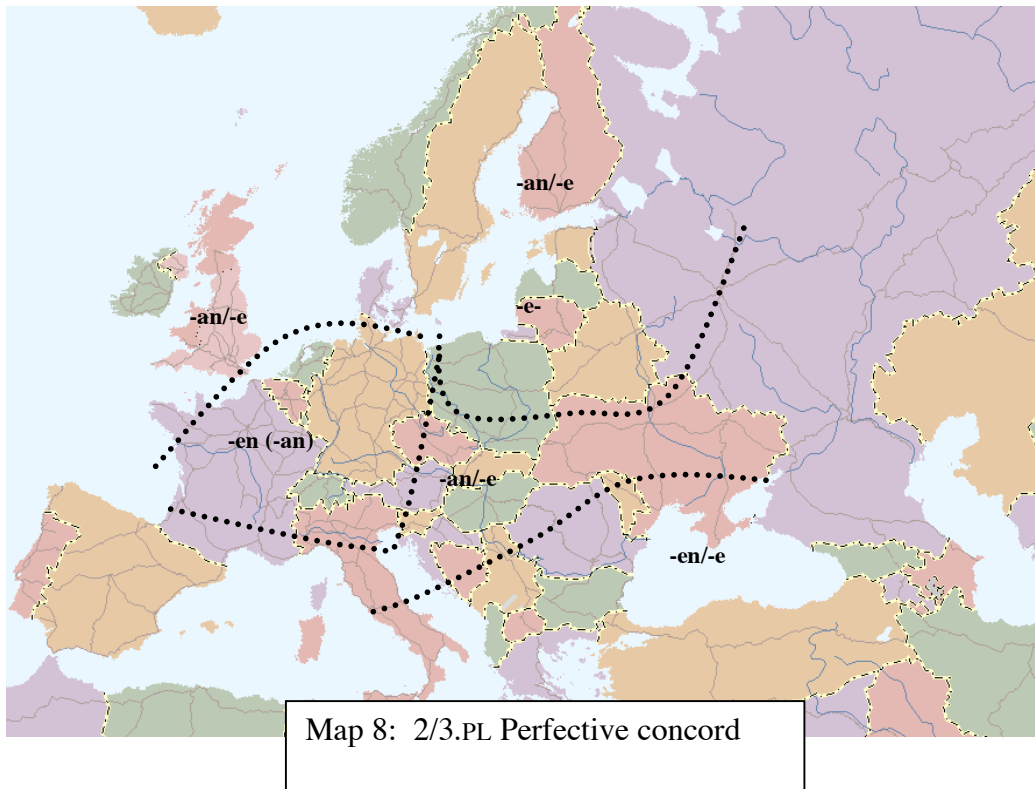 -an/-e
-e-
-an/-e
-en (-an)
-an/-e
-en/-e
Map 8: 2/3.PL Perfective concord